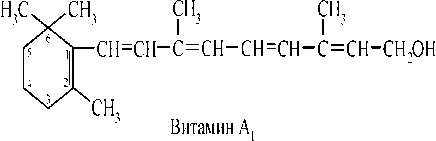 H₃C CH₃ CH₃ CH₃
6 1 5 4 3 2
CH=CH–C=CH–CH=CH–C=CH–CH₂OH
CH₃
Витамин A₁